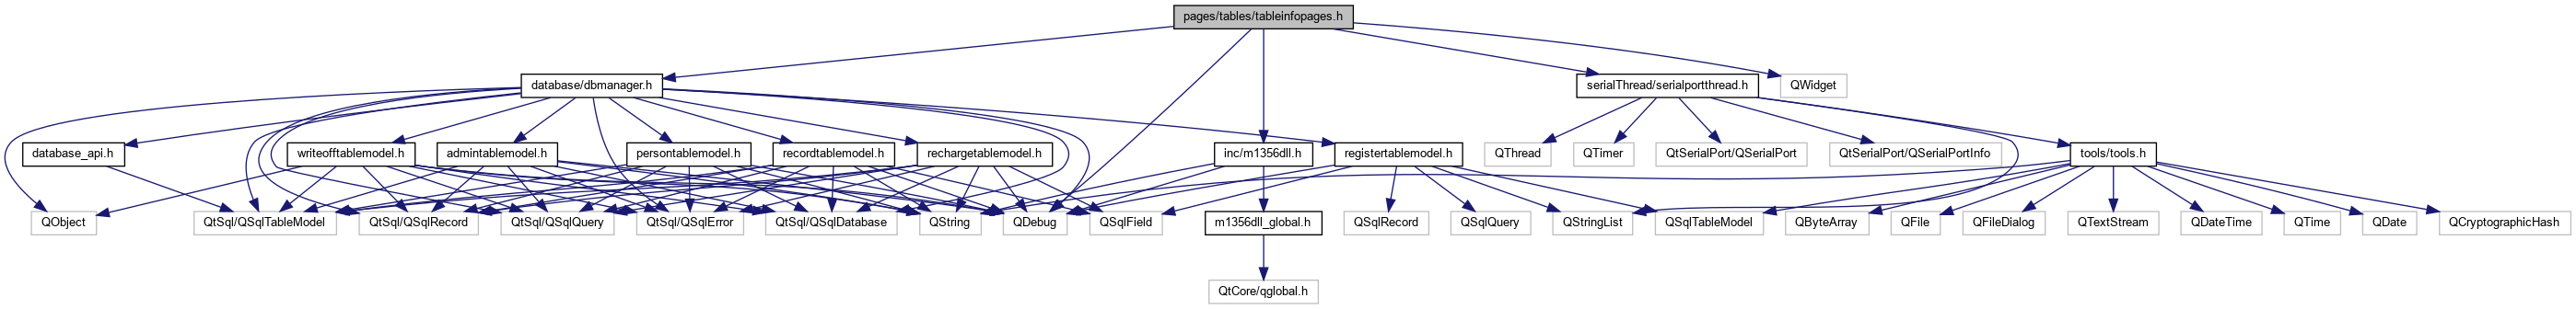 pages/tables/tableinfopages.h
database/dbmanager.h
serialThread/serialportthread.h
QWidget
database_api.h
writeofftablemodel.h
admintablemodel.h
persontablemodel.h
recordtablemodel.h
rechargetablemodel.h
inc/m1356dll.h
registertablemodel.h
QThread
QTimer
QtSerialPort/QSerialPort
QtSerialPort/QSerialPortInfo
tools/tools.h
QObject
QtSql/QSqlTableModel
QtSql/QSqlRecord
QtSql/QSqlQuery
QtSql/QSqlError
QtSql/QSqlDatabase
QString
QDebug
QSqlField
m1356dll_global.h
QSqlRecord
QSqlQuery
QStringList
QSqlTableModel
QByteArray
QFile
QFileDialog
QTextStream
QDateTime
QTime
QDate
QCryptographicHash
QtCore/qglobal.h